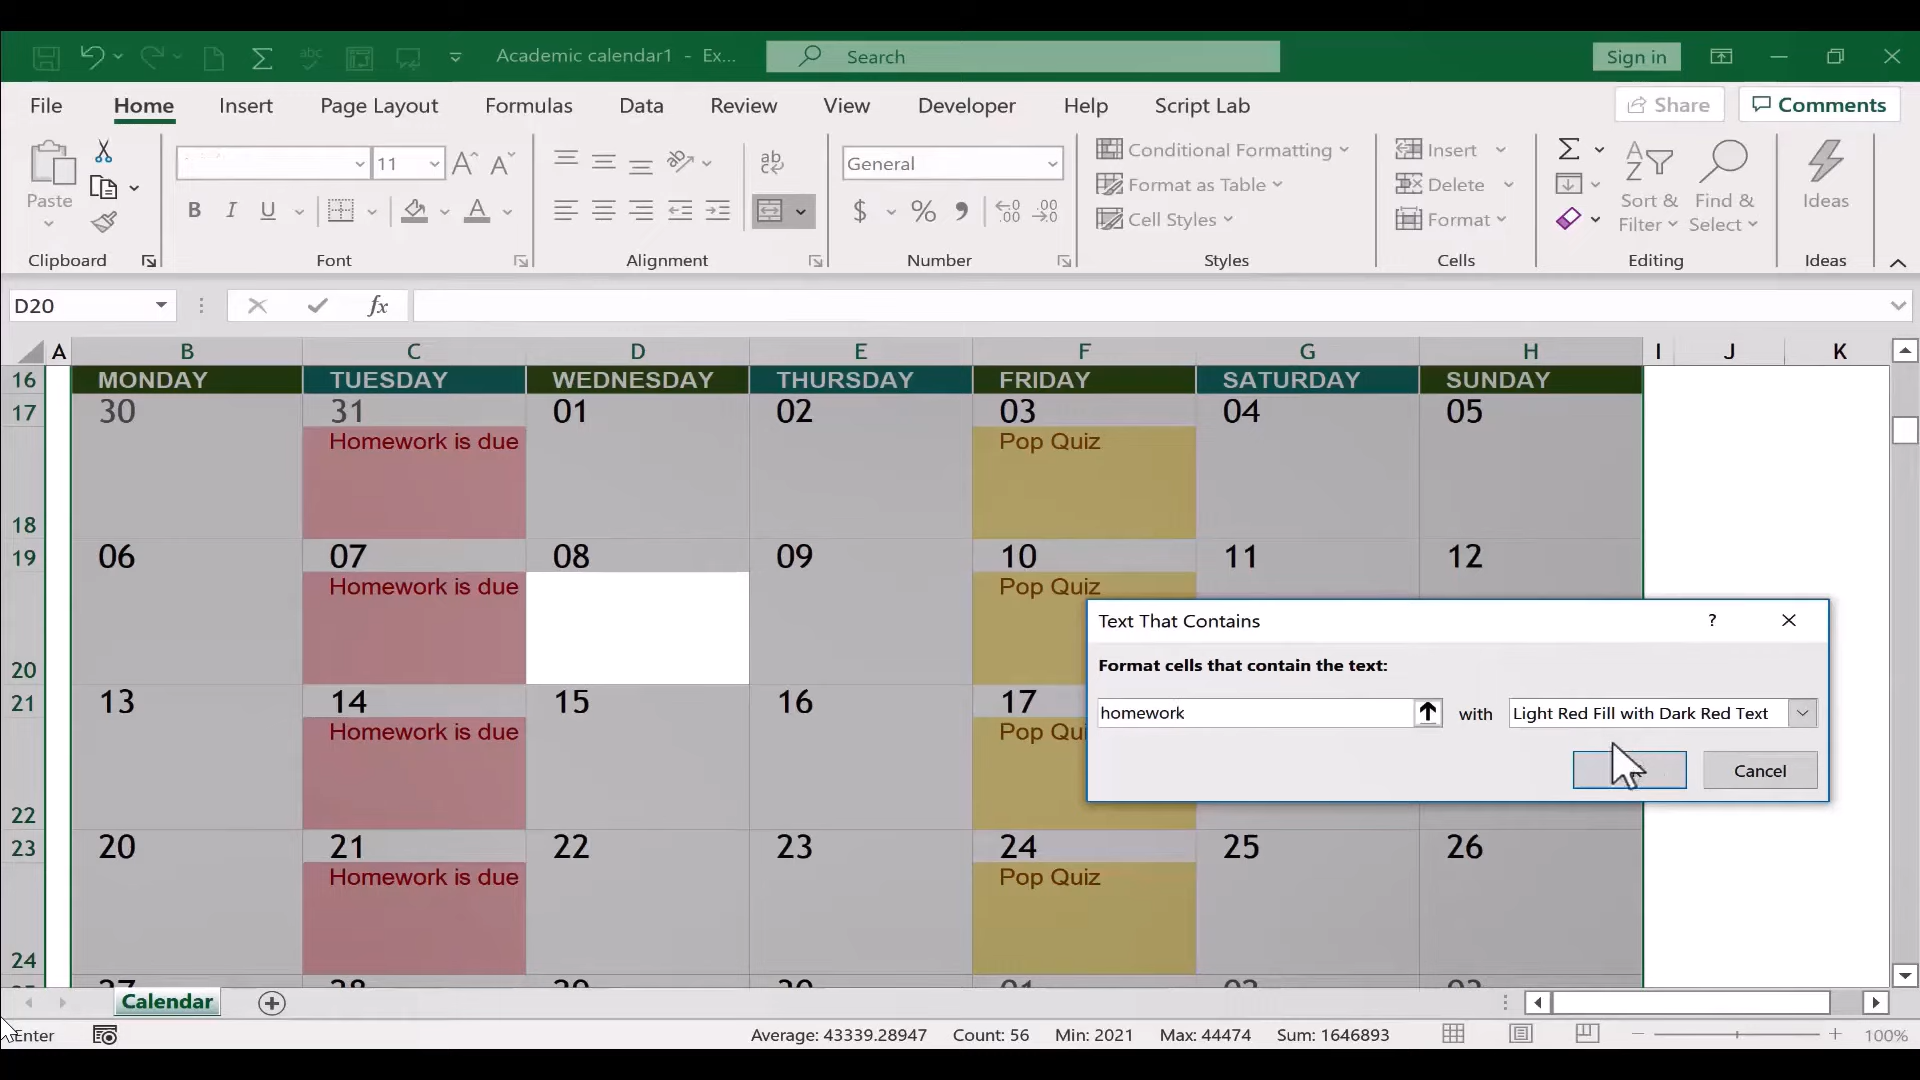 Academic calendar1 - Ex... Search Sign in
File Home Insert Page Layout Formulas Data Review View Developer Help Script Lab Share Comments
11 General Conditional Formatting Insert
Paste Format as Table Delete Sort & Find & Ideas
B I U $ % Cell Styles Format Filter Select
Clipboard Font Alignment Number Styles Cells Editing Ideas
D20 fx
A B C D E F G H I J K
16 MONDAY TUESDAY WEDNESDAY THURSDAY FRIDAY SATURDAY SUNDAY
17 30 31 01 02 03 04 05
Homework is due Pop Quiz
18
19 06 07 08 09 10 11 12
Homework is due Pop Quiz
20
21 13 14 15 16 17
Homework is due
22
23 20 21 22 23 24 25 26
Homework is due Pop Quiz
24
Text That Contains ?
Format cells that contain the text:
homework with Light Red Fill with Dark Red Text
Cancel
Calendar
Enter Average: 43339.28947 Count: 56 Min: 2021 Max: 44474 Sum: 1646893 100%